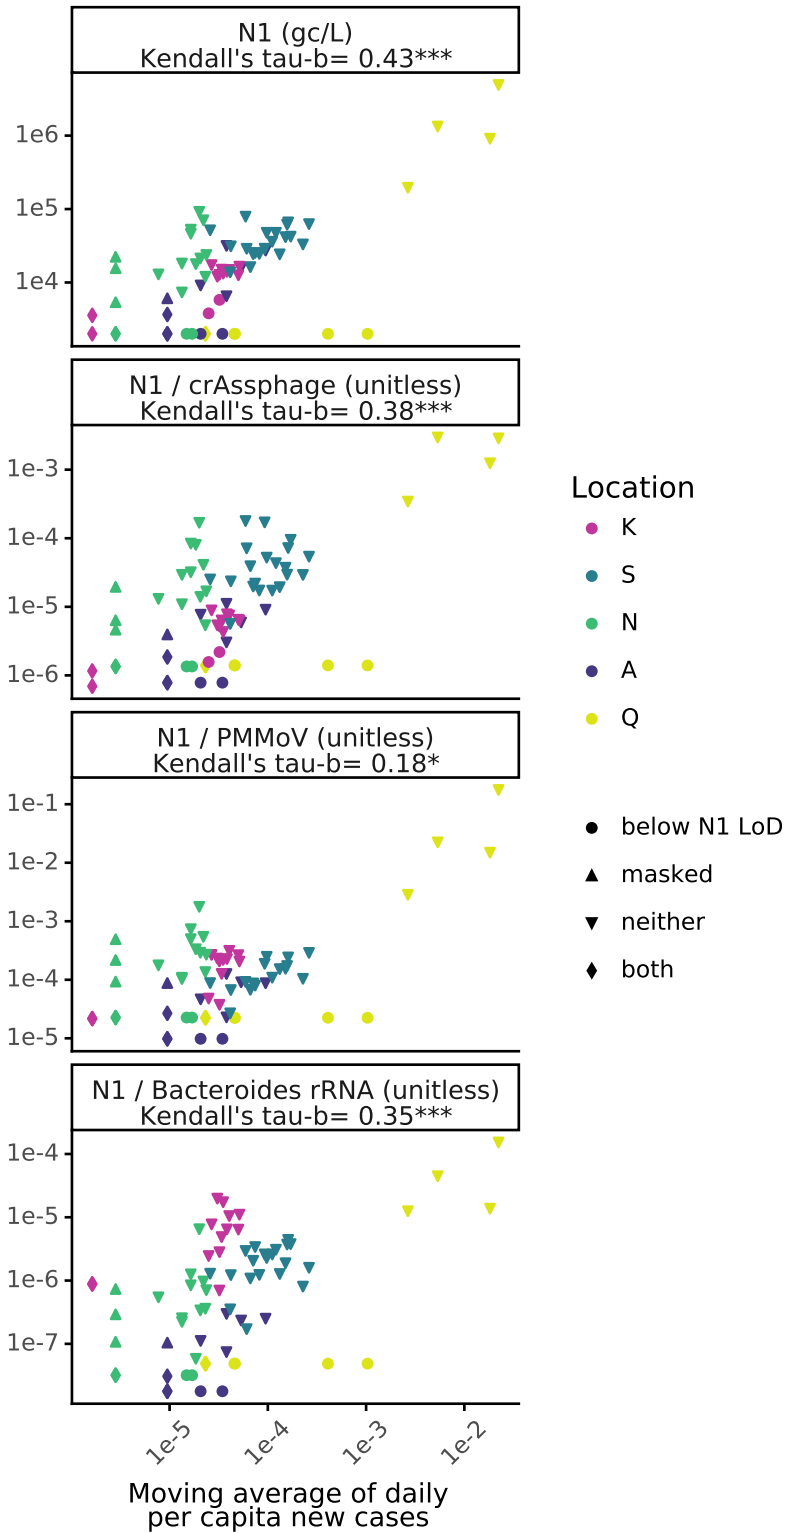 N1 (gc/L)
Kendall's tau-b= 0.43***
1e6
1e5
1e4
N1 / crAssphage (unitless)
Kendall's tau-b= 0.38***
1e-3
1e-4
1e-5
1e-6
N1 / PMMoV (unitless)
Kendall's tau-b= 0.18*
1e-1
1e-2
1e-3
1e-4
1e-5
N1 / Bacteroides rRNA (unitless)
Kendall's tau-b= 0.35***
1e-4
1e-5
1e-6
1e-7
1e-5
1e-4
1e-3
1e-2
Moving average of daily
per capita new cases
Location
K
S
N
A
Q
below N1 LoD
masked
neither
both